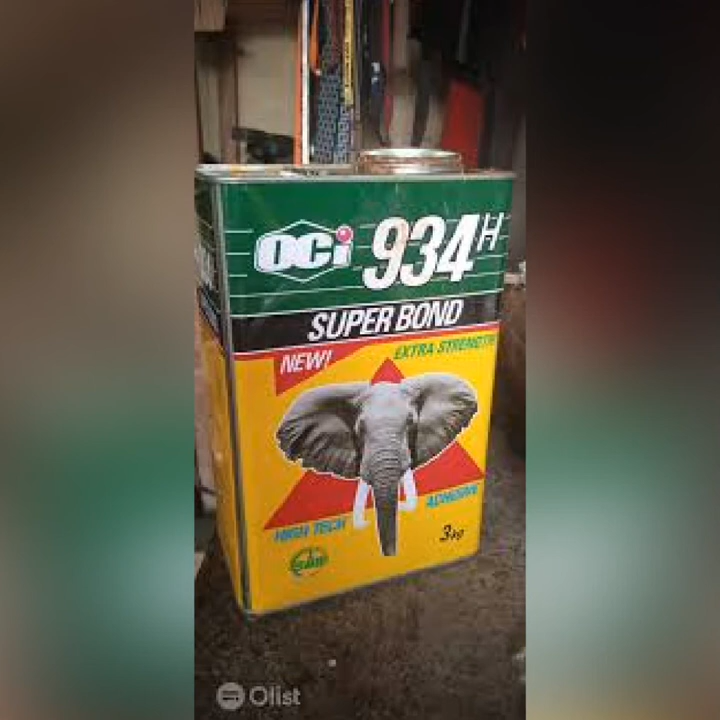 OCi 934H
SUPER BOND
NEW!
EXTRA STRENGTH
HIGH TECH
ADHESIVE
3kg
Olist